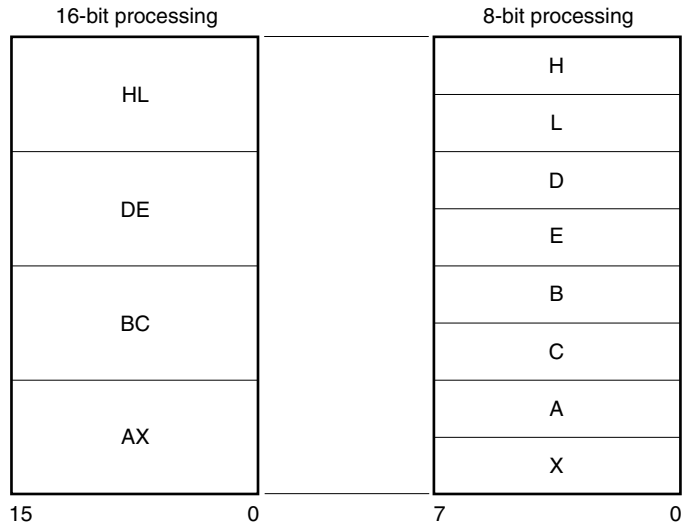 16-bit processing
8-bit processing
HL
H
L
DE
D
E
BC
B
C
AX
A
X
15 0 7 0